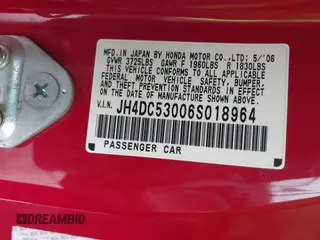 MFD. IN JAPAN BY HONDA MOTOR CO., LTD. 5/'06
GVWR 3725LBS GAWR F 1960LBS R 1830LBS
THIS VEHICLE CONFORMS TO ALL APPLICABLE
FEDERAL MOTOR VEHICLE SAFETY, BUMPER,
AND THEFT PREVENTION STANDARDS IN EFFECT
ON THE DATE OF MANUFACTURE SHOWN ABOVE.
V.I.N. JH4DC53006S018964
PASSENGER CAR
DREAMBID